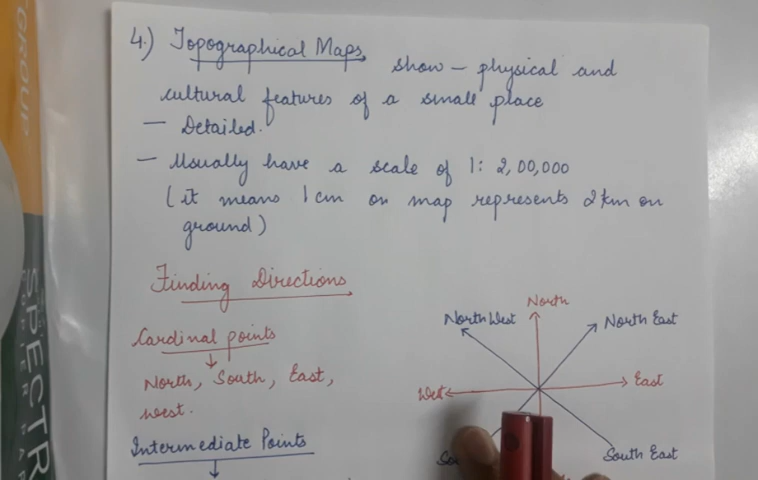 4.) Topographical Maps show – physical and
cultural features of a small place
– Detailed.
– Usually have a scale of 1: 2,00,000
(it means 1 cm on map represents 2 km on
ground)
Finding Directions
Cardinal points
North, South, East,
West.
Intermediate Points
North
North West
North East
West
East
South East
GROUP
SPECTR